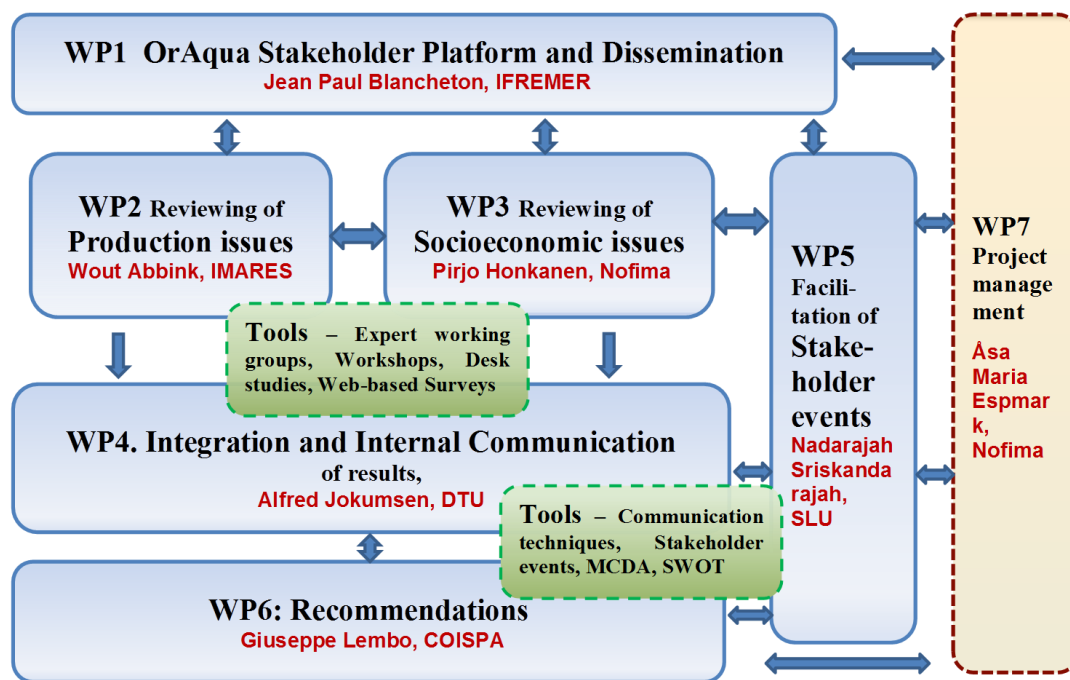 WP1 OrAqua Stakeholder Platform and Dissemination
Jean Paul Blancheton, IFREMER
WP2 Reviewing of
Production issues
Wout Abbink, IMARES
WP3 Reviewing of
Socioeconomic issues
Pirjo Honkanen, Nofima
Tools – Expert working
groups, Workshops, Desk
studies, Web-based Surveys
WP4. Integration and Internal Communication
of results,
Alfred Jokumsen, DTU
Tools – Communication
techniques, Stakeholder
events, MCDA, SWOT
WP6: Recommendations
Giuseppe Lembo, COISPA
WP5
Facili-
tation of
Stake-
holder
events
Nadarajah
Sriskanda
rajah,
SLU
WP7
Project
manage
ment
Åsa
Maria
Espmar
k,
Nofima